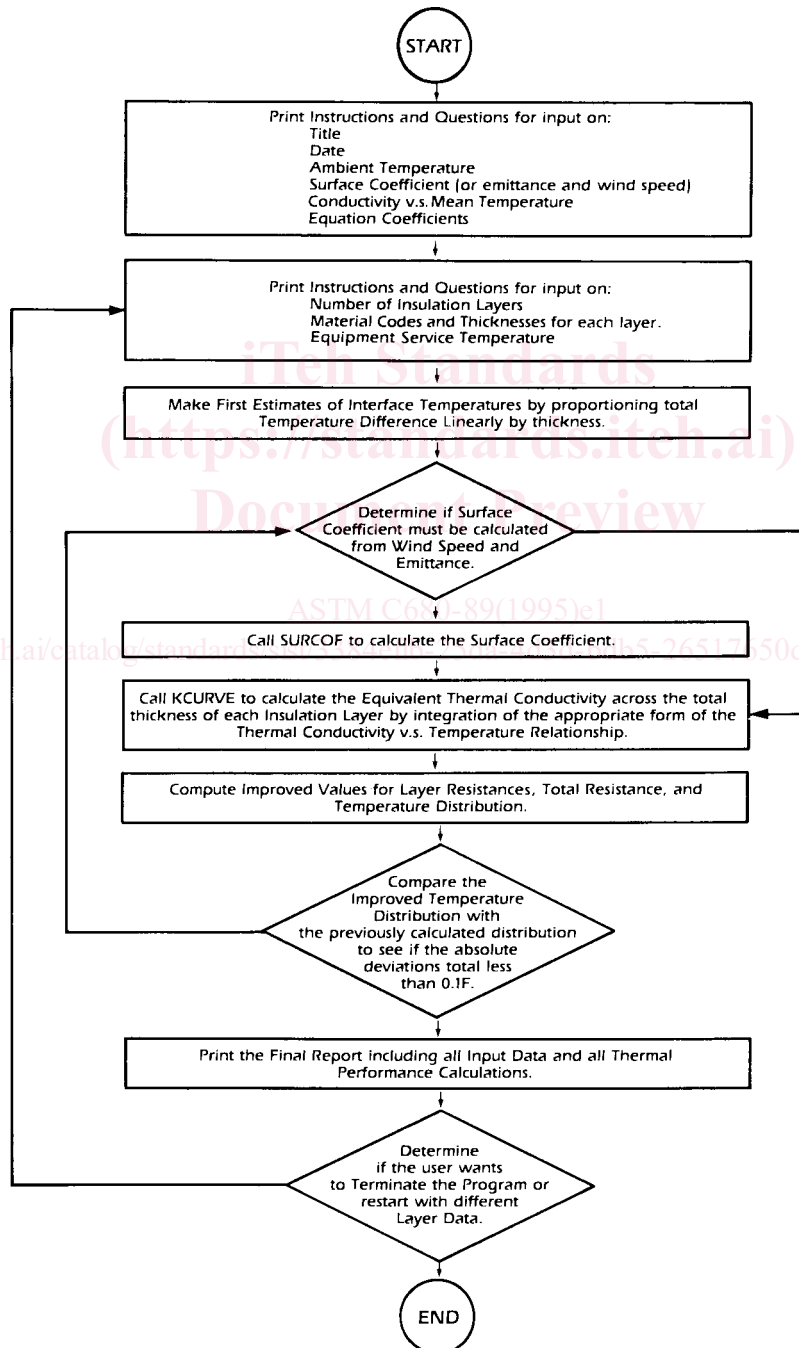 START
Print Instructions and Questions for input on:
Title
Date
Ambient Temperature
Surface Coefficient (or emittance and wind speed)
Conductivity v.s. Mean Temperature
Equation Coefficients
Print Instructions and Questions for input on:
Number of Insulation Layers
Material Codes and Thicknesses for each layer.
Equipment Service Temperature
iTeh Standards
Make First Estimates of Interface Temperatures by proportioning total
Temperature Difference Linearly by thickness.
(https://standards.iteh.ai)
Document Preview
Determine if Surface
Coefficient must be calculated
from Wind Speed and
Emittance.
ASTM C680-89(1995)e1
Call SURCOF to calculate the Surface Coefficient.
h.ai/catalog/standards/sist/
Call KCURVE to calculate the Equivalent Thermal Conductivity across the total
thickness of each Insulation Layer by integration of the appropriate form of the
Thermal Conductivity v.s. Temperature Relationship.
Compute Improved Values for Layer Resistances, Total Resistance, and
Temperature Distribution.
Compare the
Improved Temperature
Distribution with
the previously calculated distribution
to see if the absolute
deviations total less
than 0.1F.
Print the Final Report including all Input Data and all Thermal
Performance Calculations.
Determine
if the user wants
to Terminate the Program or
restart with different
Layer Data.
END